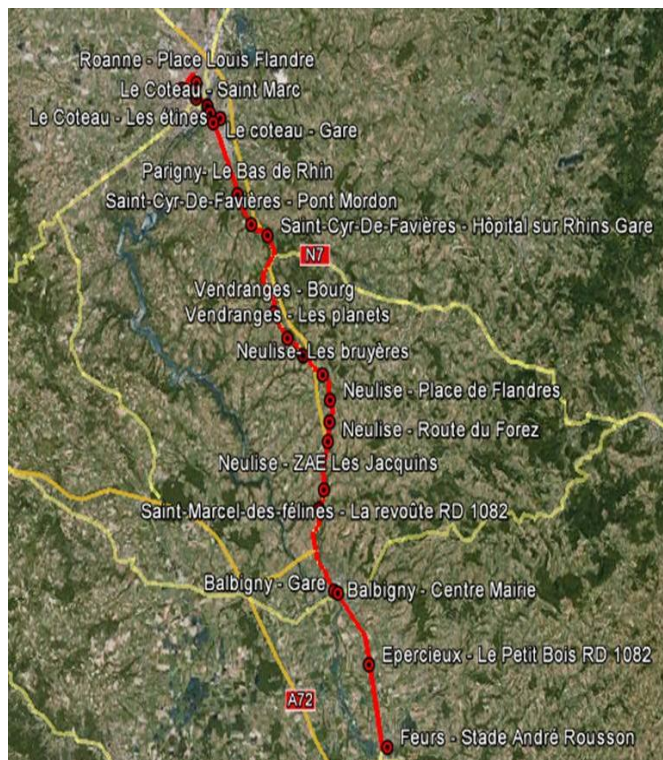 Roanne - Place Louis Flandre
Le Coteau - Saint Marc
Le Coteau - Les étines
Le coteau - Gare
Parigny- Le Bas de Rhin
Saint-Cyr-De-Favières - Pont Mordon
Saint-Cyr-De-Favières - Hôpital sur Rhins Gare
N7
Vendranges - Bourg
Vendranges - Les planets
Neulise- Les bruyères
Neulise - Place de Flandres
Neulise - Route du Forez
Neulise - ZAE Les Jacquins
Saint-Marcel-des-félines - La revoûte RD 1082
Balbigny - Gare
Balbigny - Centre Mairie
Epercieux - Le Petit Bois RD 1082
A72
Feurs - Stade André Rousson